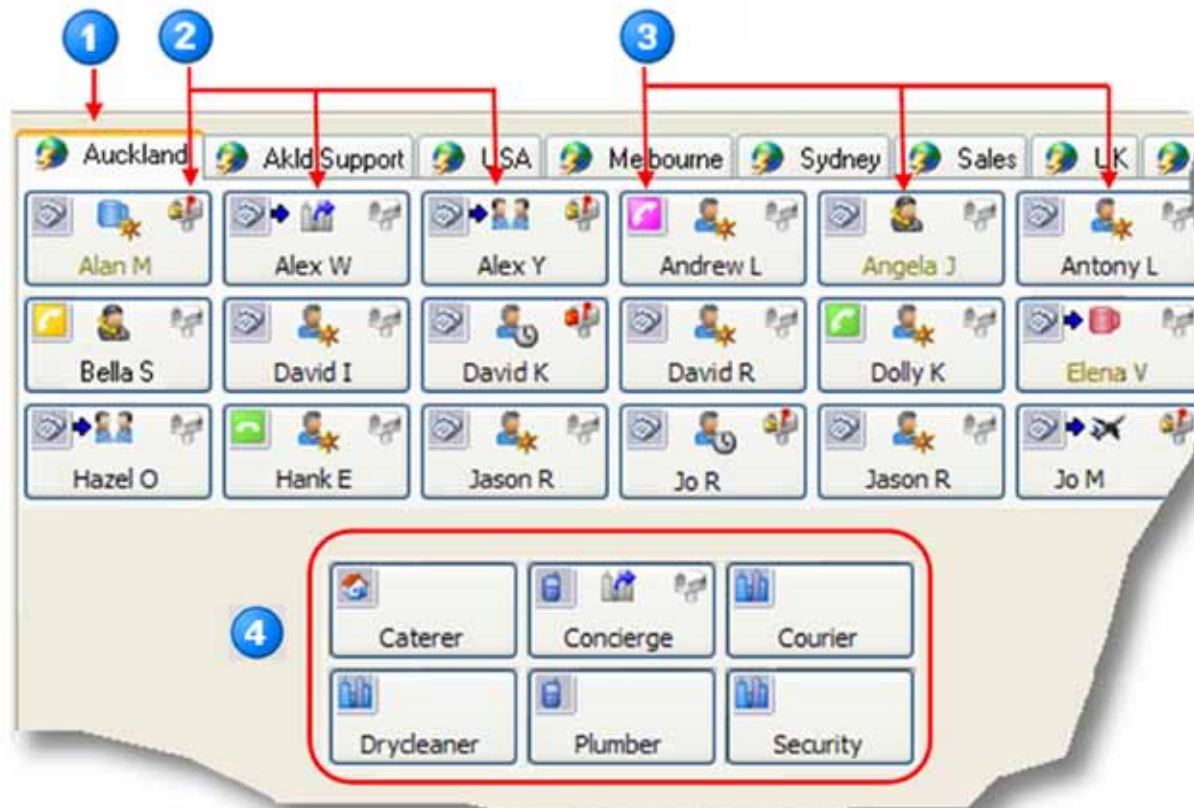 1 2 3
Auckland Akld Support USA Melbourne Sydney Sales UK
Alan M Alex W Alex Y Andrew L Angela J Antony L
Bella S David I David K David R Dolly K Elena V
Hazel O Hank E Jason R Jo R Jason R Jo M
4
Caterer Concierge Courier
Drycleaner Plumber Security